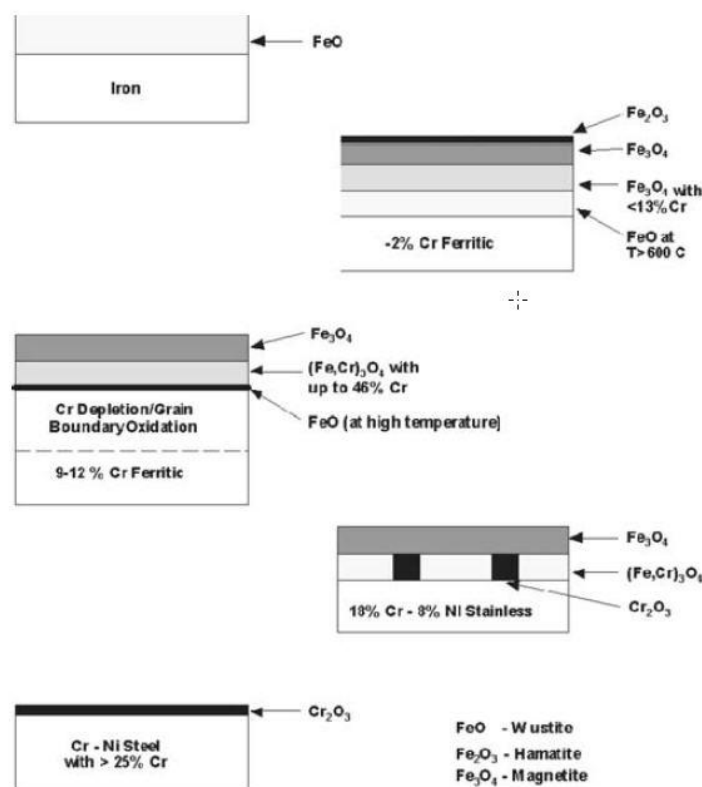 FeO
Iron
Fe₂O₃
Fe₃O₄
Fe₃O₄ with
<13% Cr
FeO at
T>600 C
-2% Cr Ferritic
Fe₃O₄
(Fe,Cr)₃O₄ with
up to 46% Cr
FeO (at high temperature)
Cr Depletion/Grain
Boundary Oxidation
9-12 % Cr Ferritic
Fe₃O₄
(Fe,Cr)₃O₄
Cr₂O₃
18% Cr - 8% NI Stainless
Cr₂O₃
Cr - Ni Steel
with > 25% Cr
FeO - Wustite
Fe₂O₃ - Hamatite
Fe₃O₄ - Magnetite